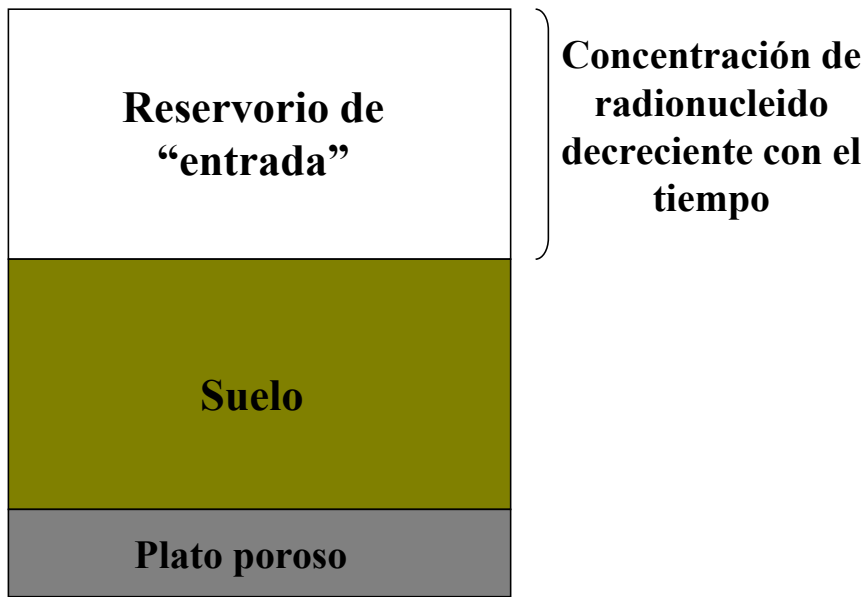 Reservorio de
“entrada”
Concentración de
radionucleido
decreciente con el
tiempo
Suelo
Plato poroso